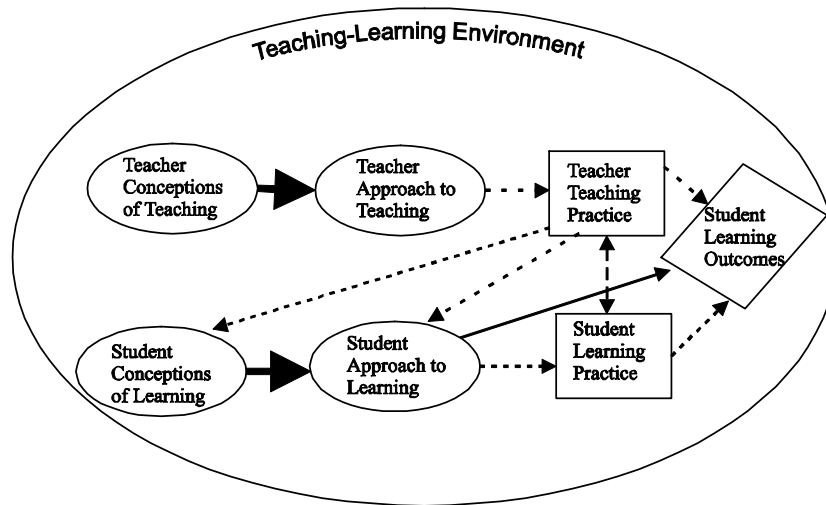 Teaching-Learning Environment
Teacher
Conceptions
of Teaching
Teacher
Approach to
Teaching
Teacher
Teaching
Practice
Student
Learning
Outcomes
Student
Conceptions
of Learning
Student
Approach to
Learning
Student
Learning
Practice